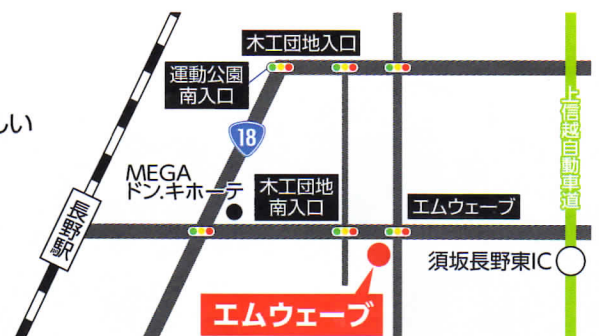 木工団地入口
運動公園
南入口
しい
18
上信越自動車道
MEGA
ドン.キホーテ
木工団地
南入口
エムウェーブ
長野駅
須坂長野東IC
エムウェーブ